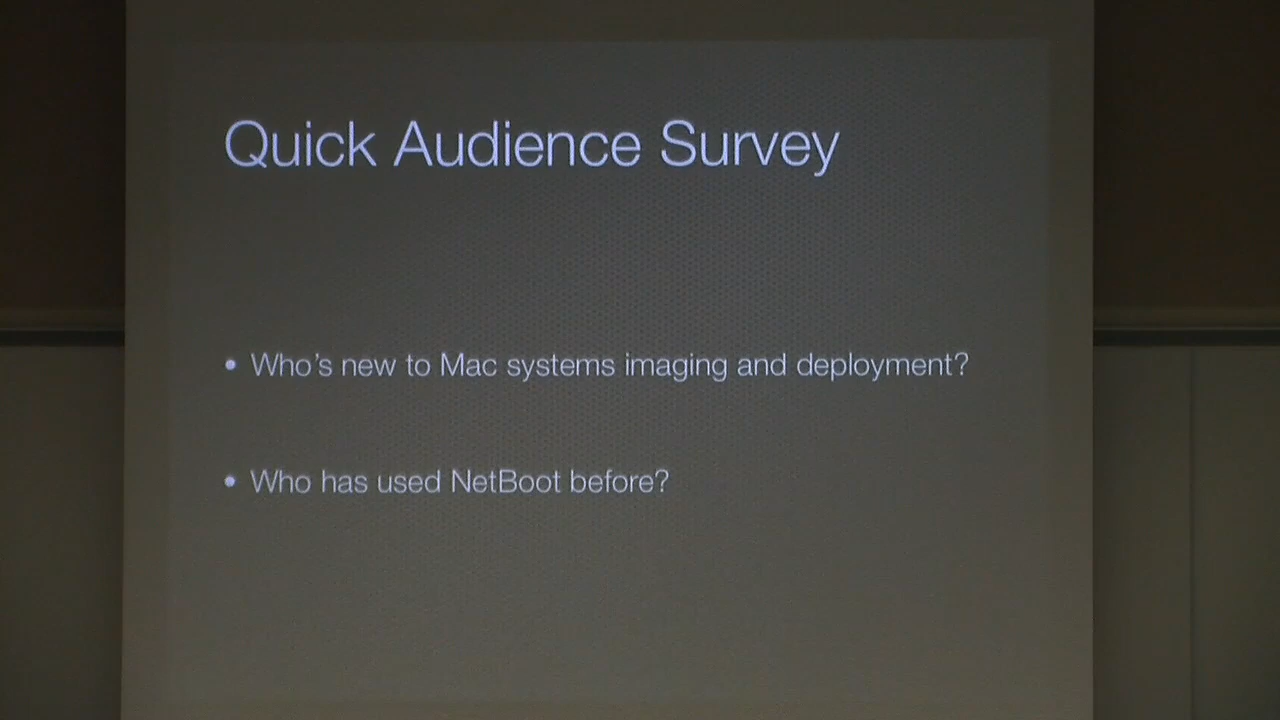 Quick Audience Survey
• Who's new to Mac systems imaging and deployment?
• Who has used NetBoot before?